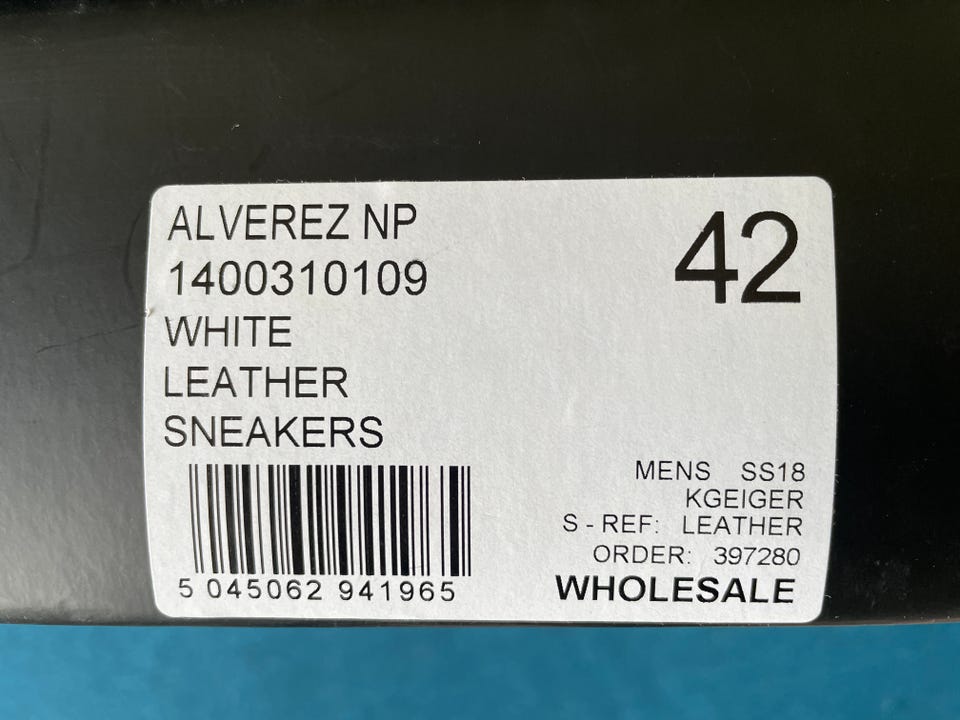 ALVEREZ NP
42
1400310109
WHITE
LEATHER
SNEAKERS
MENS SS18
KGEIGER
S - REF: LEATHER
ORDER: 397280
WHOLESALE
5 045062 941965